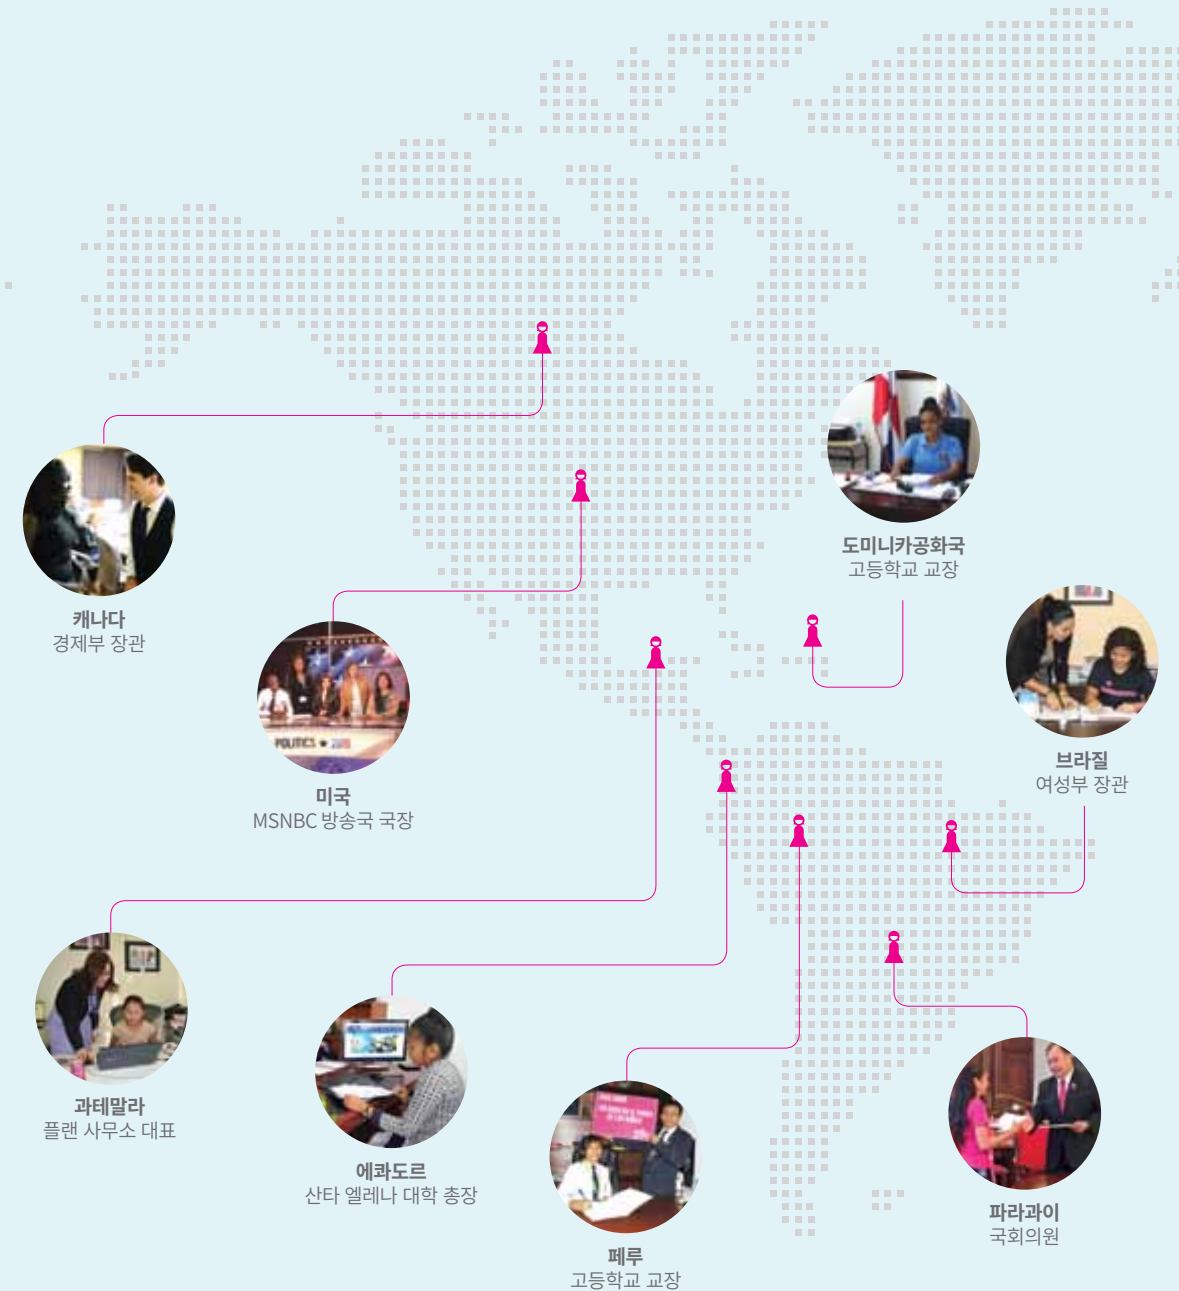 도미니카공화국
고등학교 교장
캐나다
경제부 장관
브라질
여성부 장관
미국
MSNBC 방송국 국장
POLITICS
과테말라
플랜 사무소 대표
에콰도르
산타 엘레나 대학 총장
파라과이
국회의원
페루
고등학교 교장